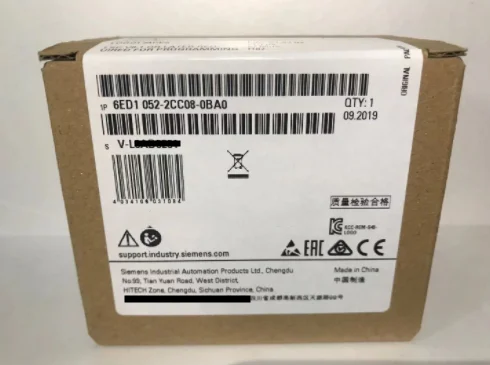 ORIGINAL
1P 6ED1 052-2CC08-0BA0
QTY: 1
09.2019
S V-L
质量检验合格
support.industry.siemens.com
EAC
CE
Siemens Industrial Automation Products Ltd., Chengdu
No.99, Tian Yuan Road, West District,
HITECH Zone, Chengdu, Sichuan Province, China
Made in China
中国制造